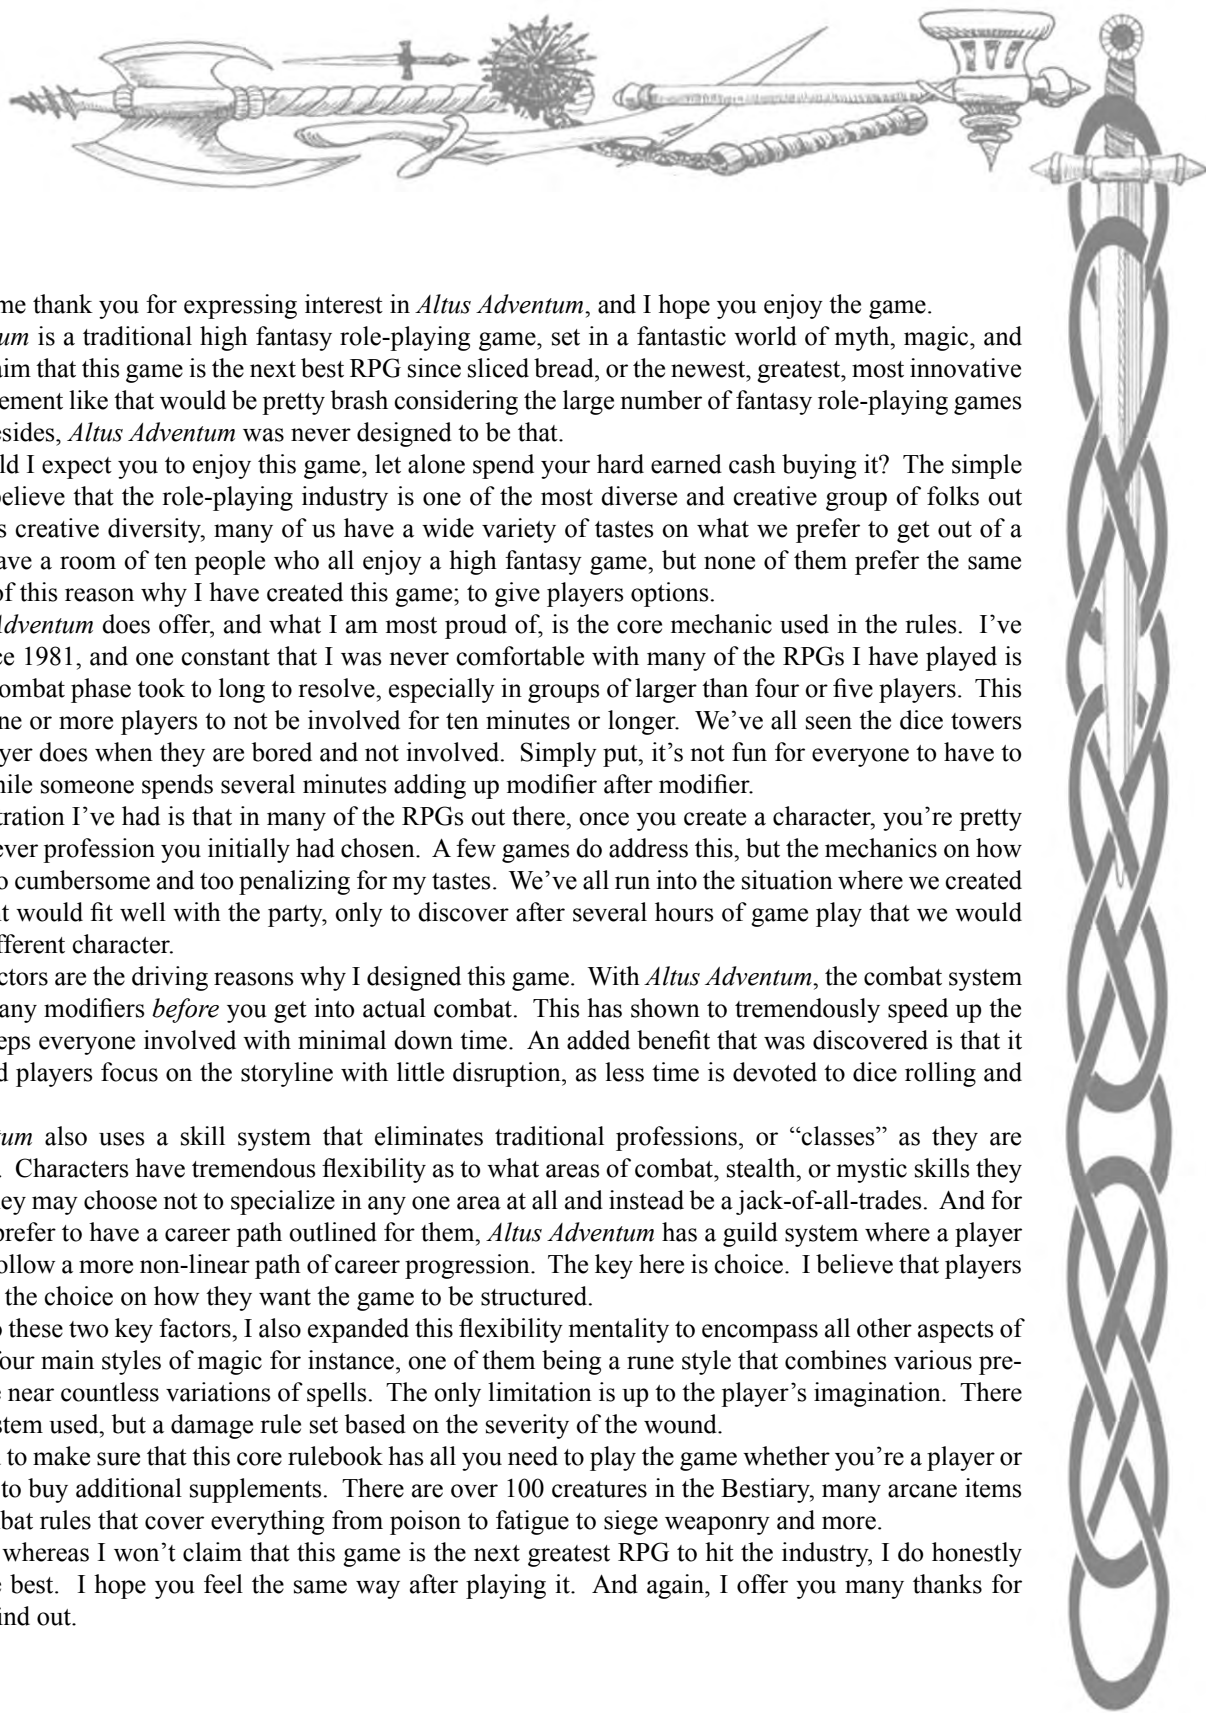 me thank you for expressing interest in Altus Adventum, and I hope you enjoy the game.
um is a traditional high fantasy role-playing game, set in a fantastic world of myth, magic, and
aim that this game is the next best RPG since sliced bread, or the newest, greatest, most innovative
ement like that would be pretty brash considering the large number of fantasy role-playing games
esides, Altus Adventum was never designed to be that.
ld I expect you to enjoy this game, let alone spend your hard earned cash buying it? The simple
believe that the role-playing industry is one of the most diverse and creative group of folks out
s creative diversity, many of us have a wide variety of tastes on what we prefer to get out of a
ave a room of ten people who all enjoy a high fantasy game, but none of them prefer the same
of this reason why I have created this game; to give players options.
Adventum does offer, and what I am most proud of, is the core mechanic used in the rules. I've
ce 1981, and one constant that I was never comfortable with many of the RPGs I have played is
ombat phase took to long to resolve, especially in groups of larger than four or five players. This
ne or more players to not be involved for ten minutes or longer. We've all seen the dice towers
yer does when they are bored and not involved. Simply put, it's not fun for everyone to have to
hile someone spends several minutes adding up modifier after modifier.
tration I've had is that in many of the RPGs out there, once you create a character, you're pretty
ever profession you initially had chosen. A few games do address this, but the mechanics on how
o cumbersome and too penalizing for my tastes. We've all run into the situation where we created
t would fit well with the party, only to discover after several hours of game play that we would
fferent character.
ctors are the driving reasons why I designed this game. With Altus Adventum, the combat system
any modifiers before you get into actual combat. This has shown to tremendously speed up the
eps everyone involved with minimal down time. An added benefit that was discovered is that it
d players focus on the storyline with little disruption, as less time is devoted to dice rolling and
tum also uses a skill system that eliminates traditional professions, or “classes” as they are
. Characters have tremendous flexibility as to what areas of combat, stealth, or mystic skills they
hey may choose not to specialize in any one area at all and instead be a jack-of-all-trades. And for
prefer to have a career path outlined for them, Altus Adventum has a guild system where a player
ollow a more non-linear path of career progression. The key here is choice. I believe that players
the choice on how they want the game to be structured.
o these two key factors, I also expanded this flexibility mentality to encompass all other aspects of
four main styles of magic for instance, one of them being a rune style that combines various pre-
e near countless variations of spells. The only limitation is up to the player's imagination. There
stem used, but a damage rule set based on the severity of the wound.
to make sure that this core rulebook has all you need to play the game whether you're a player or
to buy additional supplements. There are over 100 creatures in the Bestiary, many arcane items
bat rules that cover everything from poison to fatigue to siege weaponry and more.
whereas I won't claim that this game is the next greatest RPG to hit the industry, I do honestly
e best. I hope you feel the same way after playing it. And again, I offer you many thanks for
ind out.